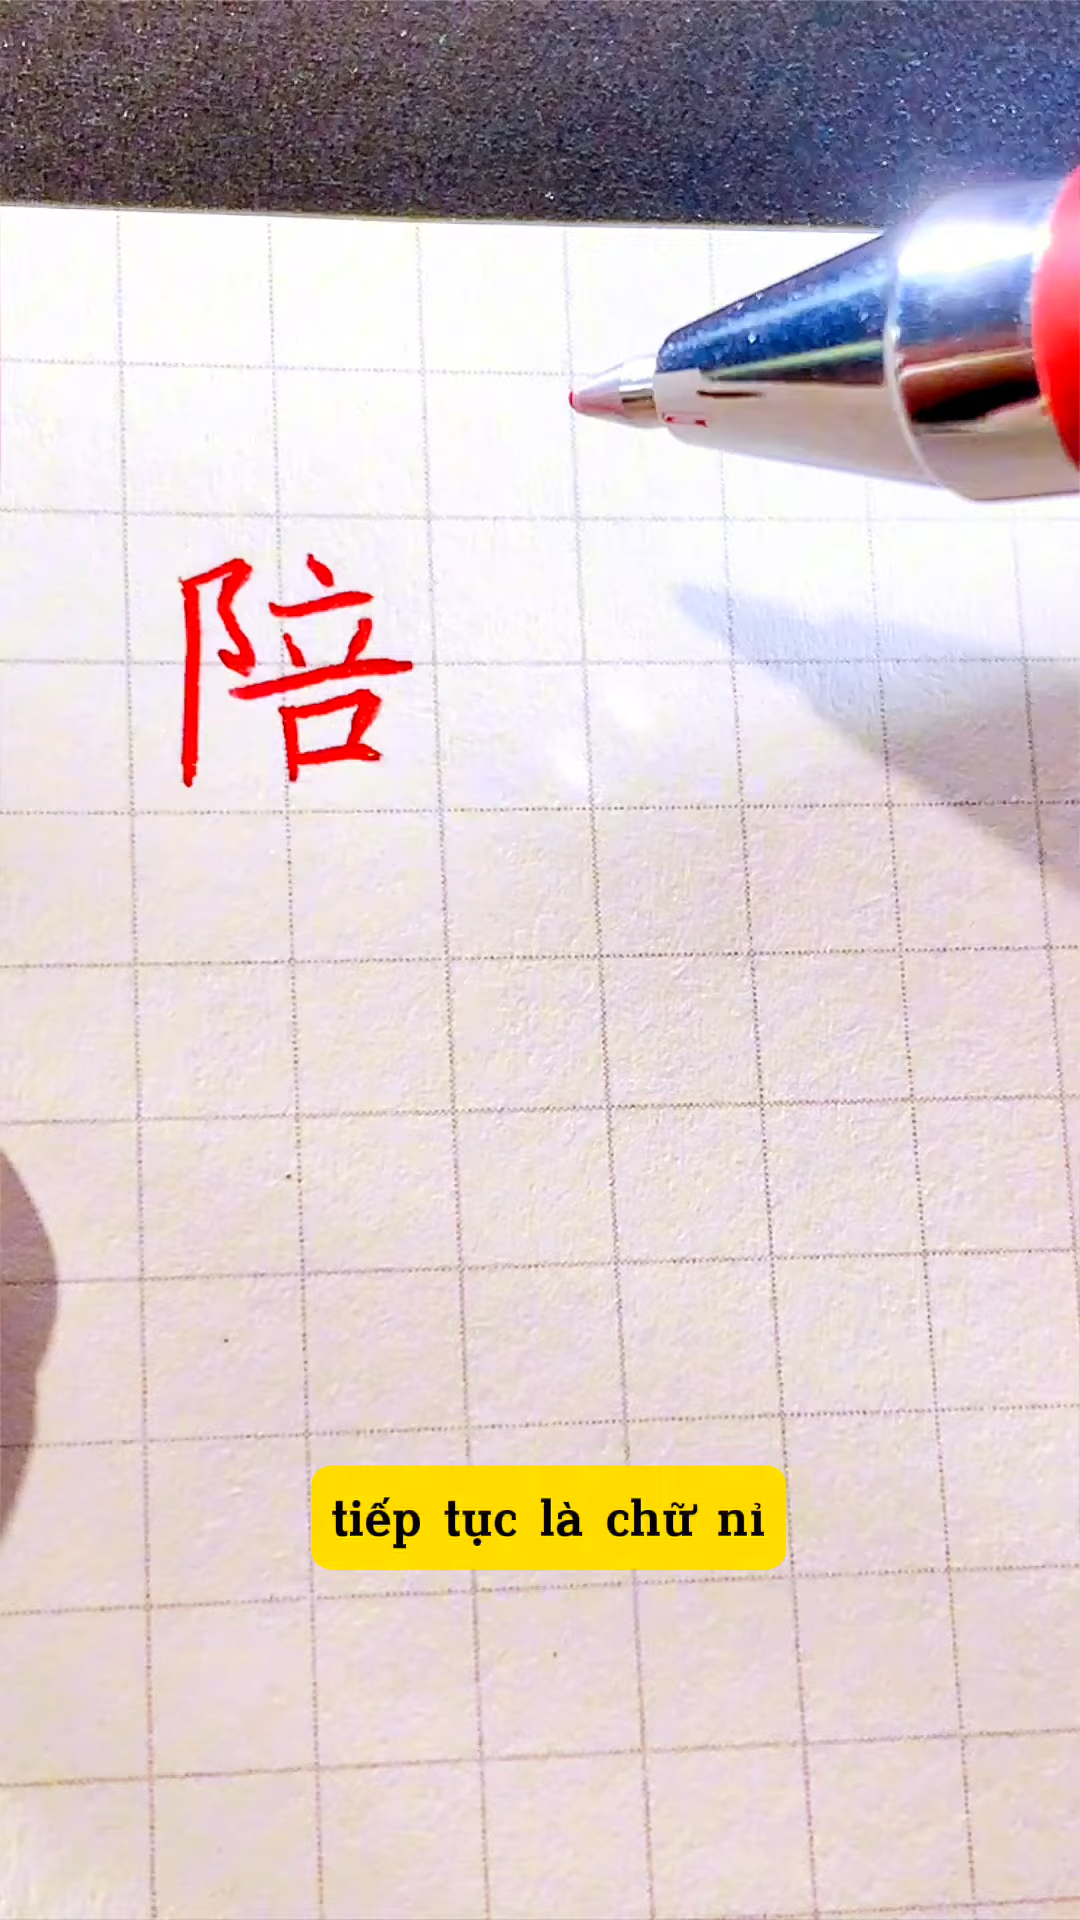 陪
tiếp tục là chữ nỉ